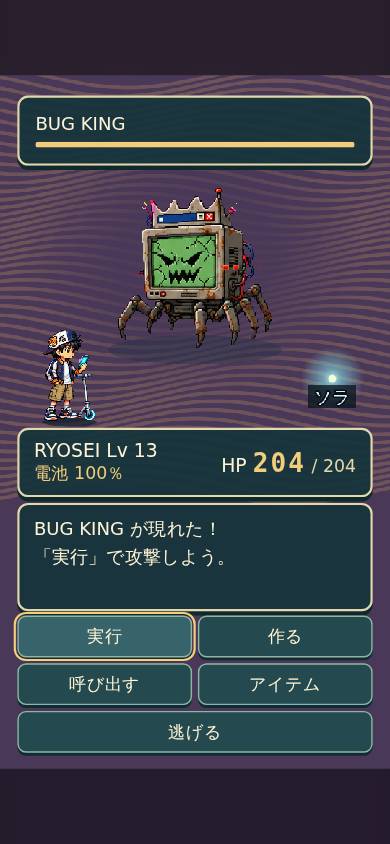 BUG KING
ソラ
RYOSEI Lv 13
電池 100％
HP 204 / 204
BUG KING が現れた！
「実行」で攻撃しよう。
実行
作る
呼び出す
アイテム
逃げる